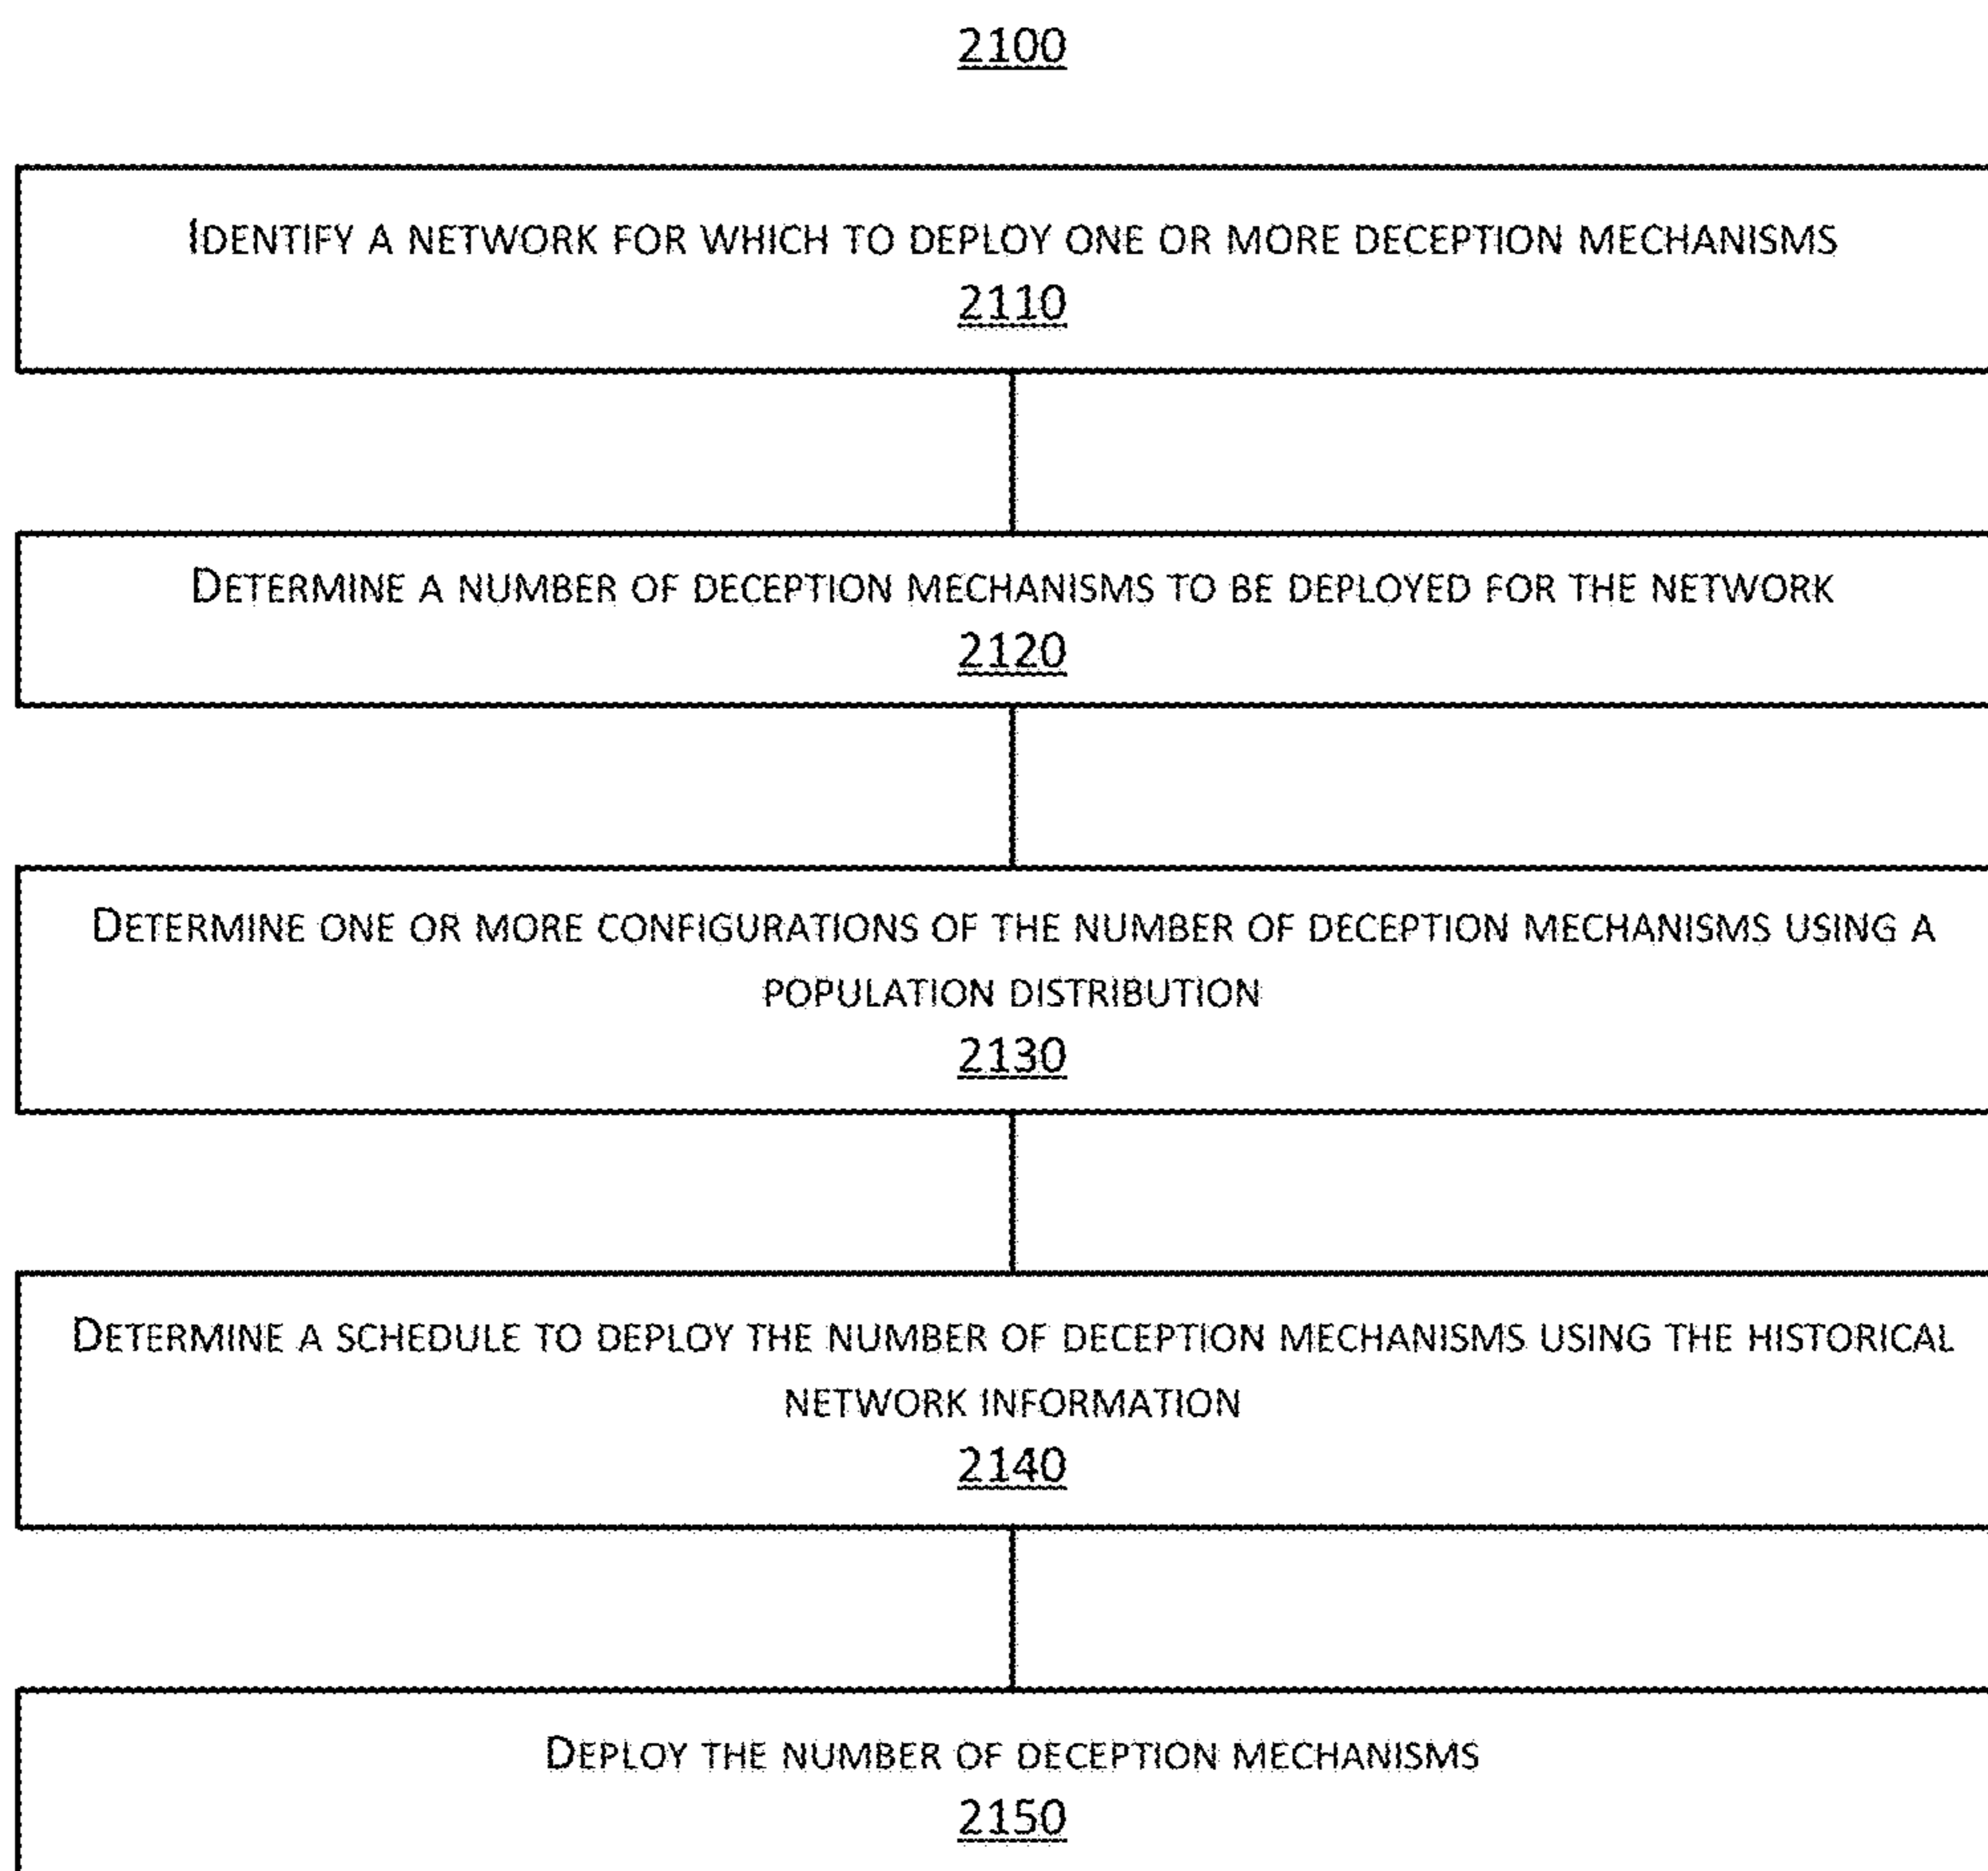 2100
IDENTIFY A NETWORK FOR WHICH TO DEPLOY ONE OR MORE DECEPTION MECHANISMS
2110
DETERMINE A NUMBER OF DECEPTION MECHANISMS TO BE DEPLOYED FOR THE NETWORK
2120
DETERMINE ONE OR MORE CONFIGURATIONS OF THE NUMBER OF DECEPTION MECHANISMS USING A
POPULATION DISTRIBUTION
2130
DETERMINE A SCHEDULE TO DEPLOY THE NUMBER OF DECEPTION MECHANISMS USING THE HISTORICAL
NETWORK INFORMATION
2140
DEPLOY THE NUMBER OF DECEPTION MECHANISMS
2150